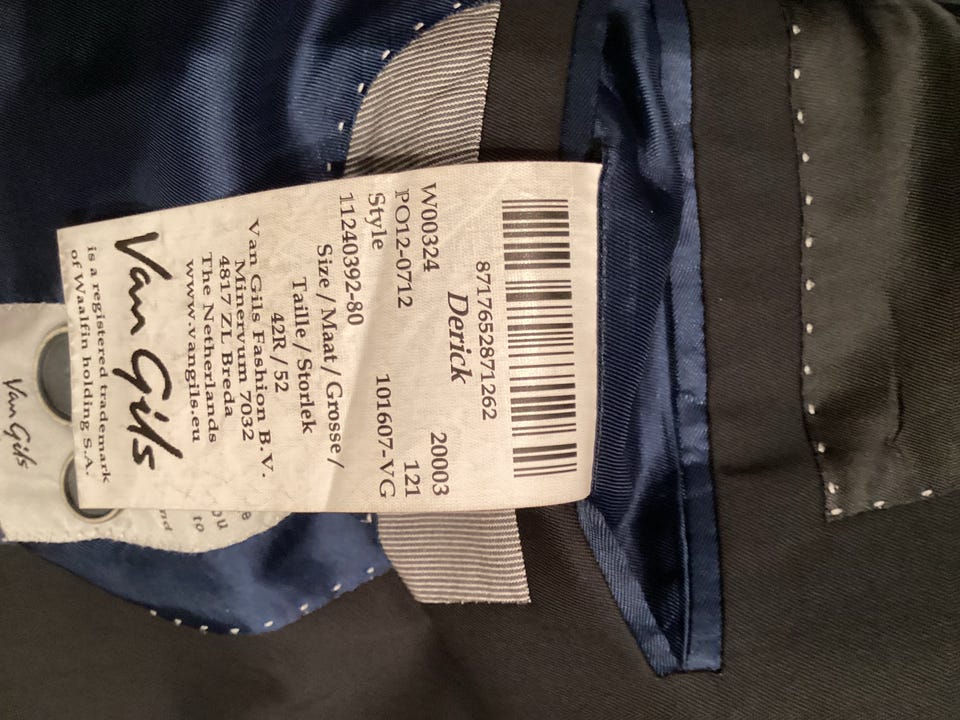 8717652871262
Derick
W00324 20003
PO12-0712 121
Style 101607-VG
11240392-80
Size / Maat / Grosse /
Taille / Storlek
42R / 52
Van Gils Fashion B.V.
Minervum 7032
4817 ZL Breda
The Netherlands
www.vangils.eu
Van Gils
is a registered trademark
of Waalfin holding S.A.
Van Gils
to